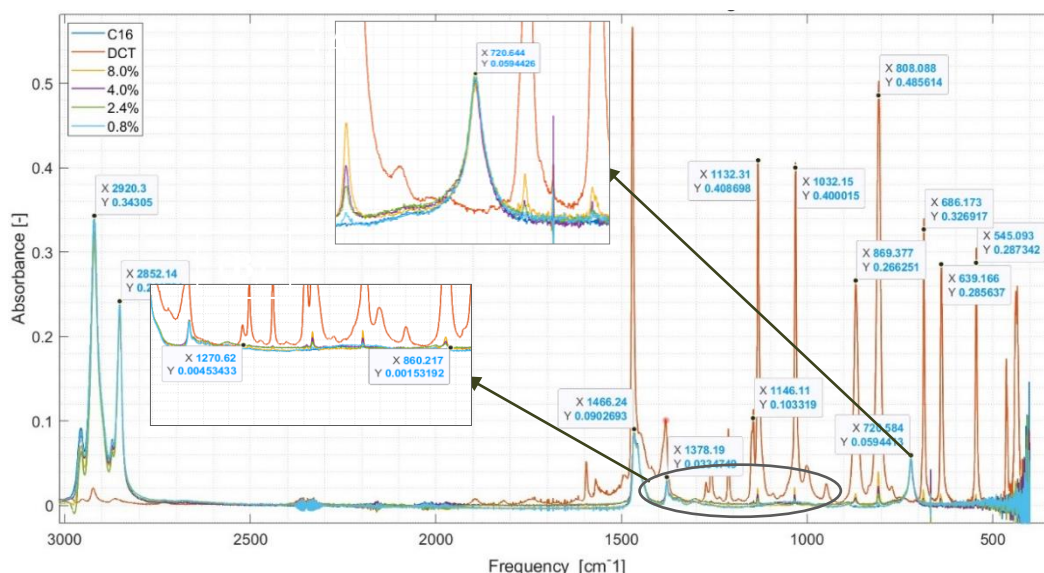 C16
DCT
8.0%
4.0%
2.4%
0.8%
X 720.644
Y 0.0594426
X 808.088
Y 0.485614
X 2920.3
Y 0.34305
X 1132.31
Y 0.408698
X 1032.15
Y 0.400015
X 686.173
Y 0.326917
X 545.093
Y 0.287342
X 2852.14
X 869.377
Y 0.266251
X 639.166
Y 0.285637
X 1270.62
Y 0.00453433
X 860.217
Y 0.00153192
X 1466.24
Y 0.0902693
X 1146.11
Y 0.103319
Y 0.0594413
X 1378.19
0.5
0.4
0.3
0.2
0.1
0
Absorbance [-]
3000
2500
2000
1500
1000
500
Frequency [cm⁻1]